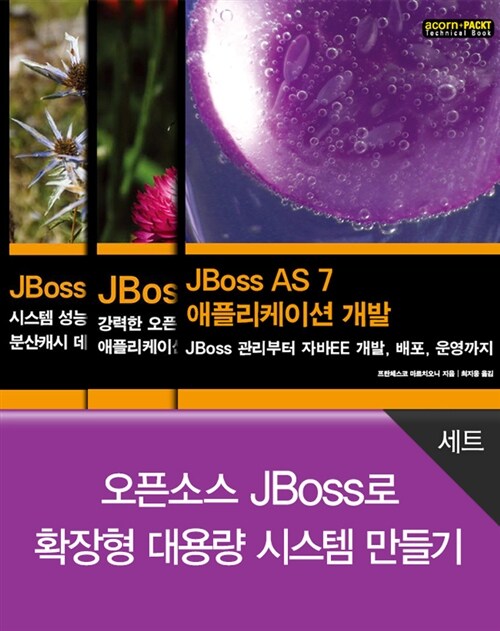 acorn+PACKT
Technical Book
JBoss
시스템 성능
분산캐시 데
JBos
강력한 오픈
애플리케이션
JBoss AS 7
애플리케이션 개발
JBoss 관리부터 자바EE 개발, 배포, 운영까지
프란체스코 마르치오니 지음 | 최지웅 옮김
세트
오픈소스 JBoss로
확장형 대용량 시스템 만들기